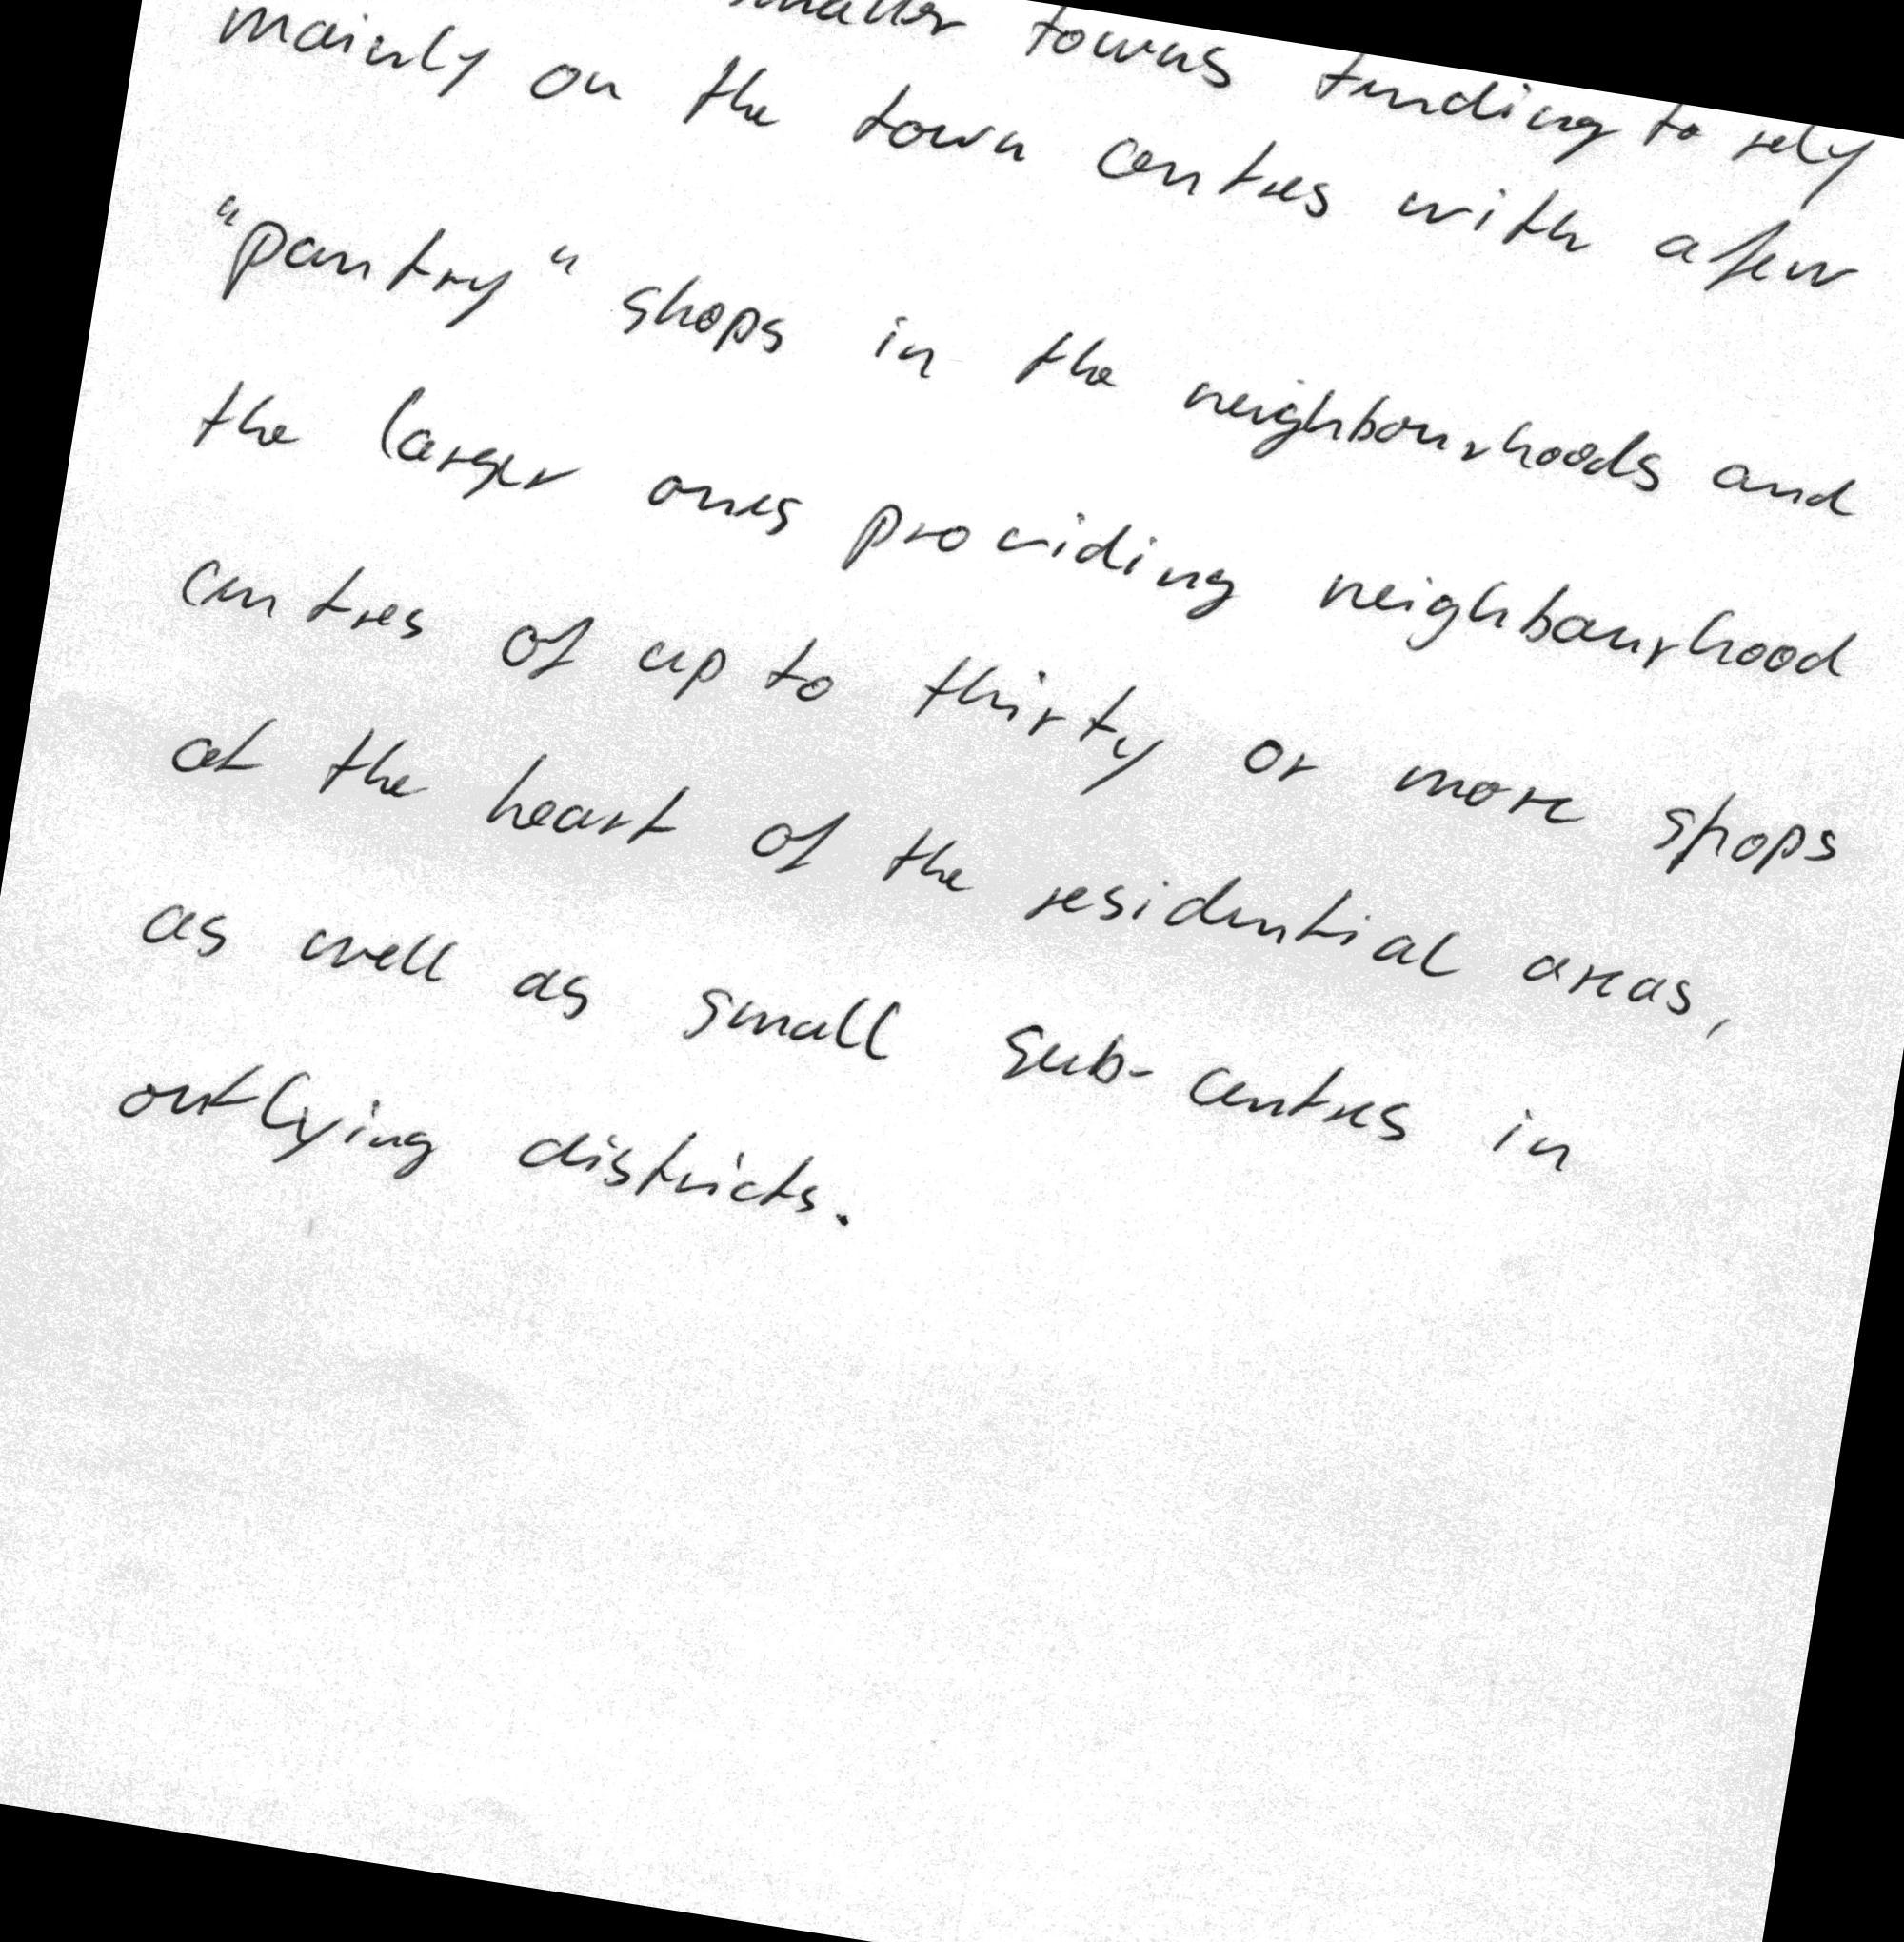 smaller towns tending to rely
mainly on the town centres with a few
"pantry" shops in the neighbourhoods and
the larger ones providing neighbourhood
centres of up to thirty or more shops
at the heart of the residential areas,
as well as small sub-centres in
outlying districts.